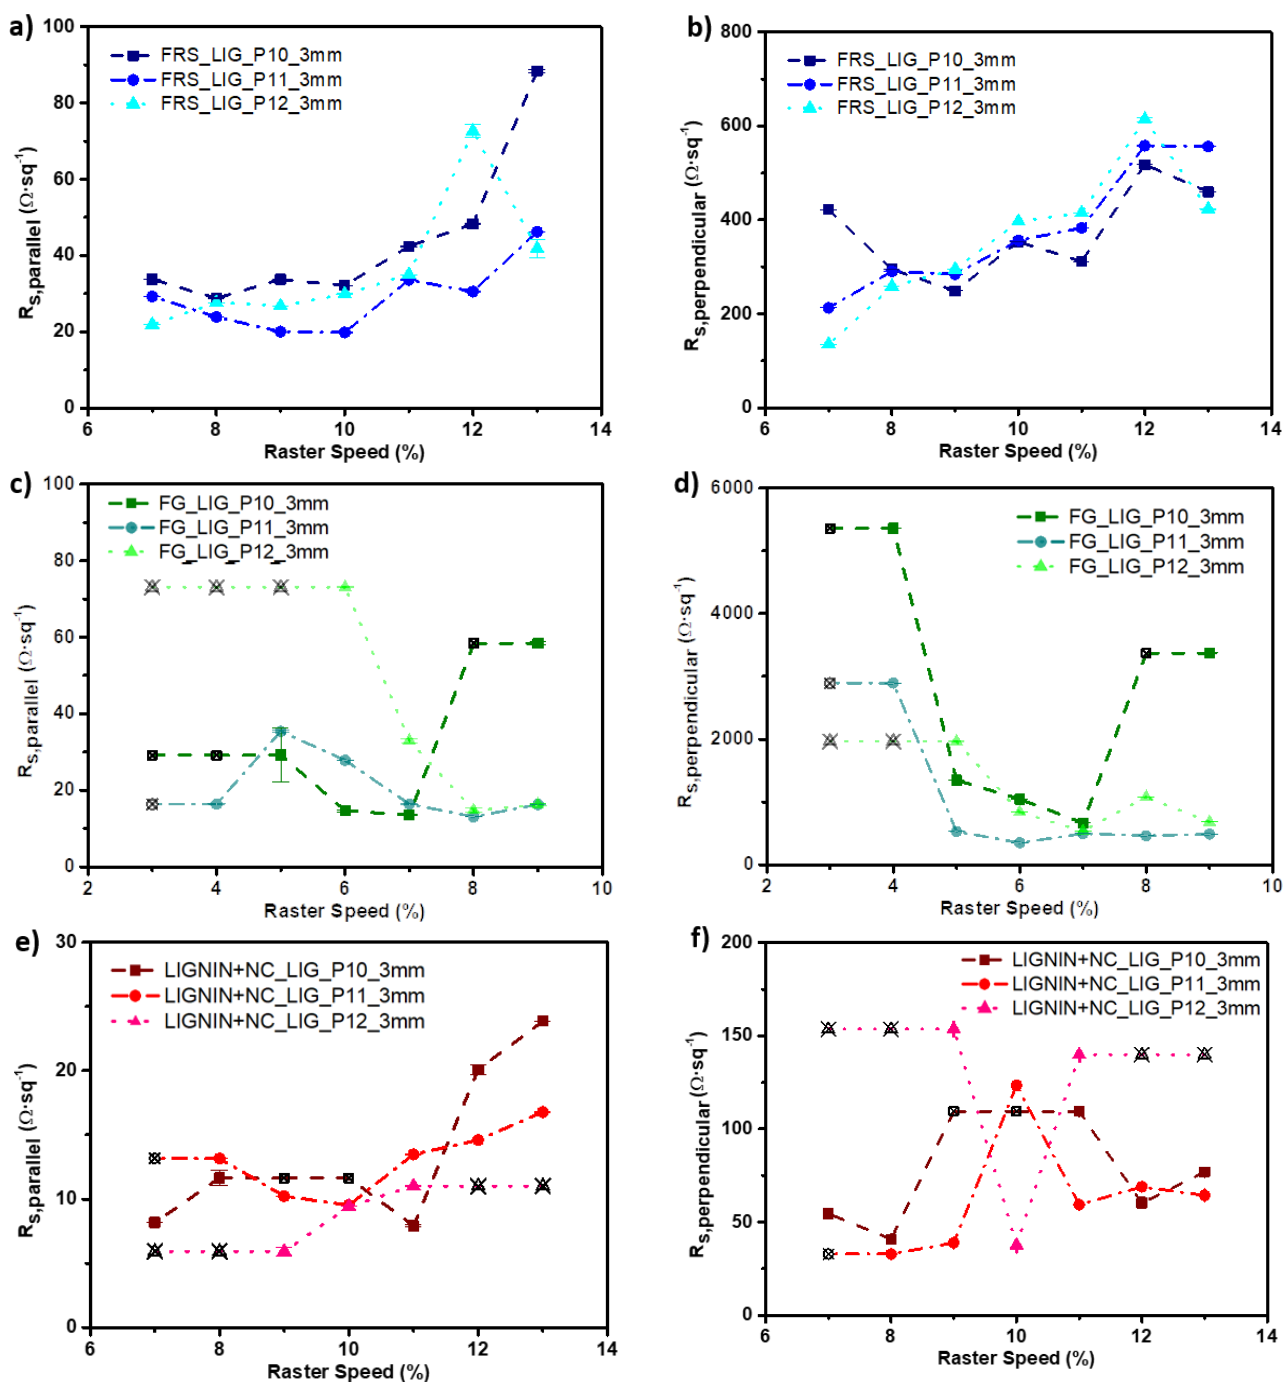 a)
100
80
60
40
20
0
R_S,parallel (Ω·sq⁻¹)
FRS_LIG_P10_3mm
FRS_LIG_P11_3mm
FRS_LIG_P12_3mm
6 8 10 12 14
Raster Speed (%)
b)
800
600
400
200
0
R_S,perpendicular (Ω·sq⁻¹)
FRS_LIG_P10_3mm
FRS_LIG_P11_3mm
FRS_LIG_P12_3mm
6 8 10 12 14
Raster Speed (%)
c)
100
80
60
40
20
0
R_S,parallel (Ω·sq⁻¹)
FG_LIG_P10_3mm
FG_LIG_P11_3mm
FG_LIG_P12_3mm
2 4 6 8 10
Raster Speed (%)
d)
6000
4000
2000
0
R_S,perpendicular (Ω·sq⁻¹)
FG_LIG_P10_3mm
FG_LIG_P11_3mm
FG_LIG_P12_3mm
2 4 6 8 10
Raster Speed (%)
e)
30
20
10
0
R_S,parallel (Ω·sq⁻¹)
LIGNIN+NC_LIG_P10_3mm
LIGNIN+NC_LIG_P11_3mm
LIGNIN+NC_LIG_P12_3mm
6 8 10 12 14
Raster Speed (%)
f)
200
150
100
50
0
R_S,perpendicular (Ω·sq⁻¹)
LIGNIN+NC_LIG_P10_3mm
LIGNIN+NC_LIG_P11_3mm
LIGNIN+NC_LIG_P12_3mm
6 8 10 12 14
Raster Speed (%)